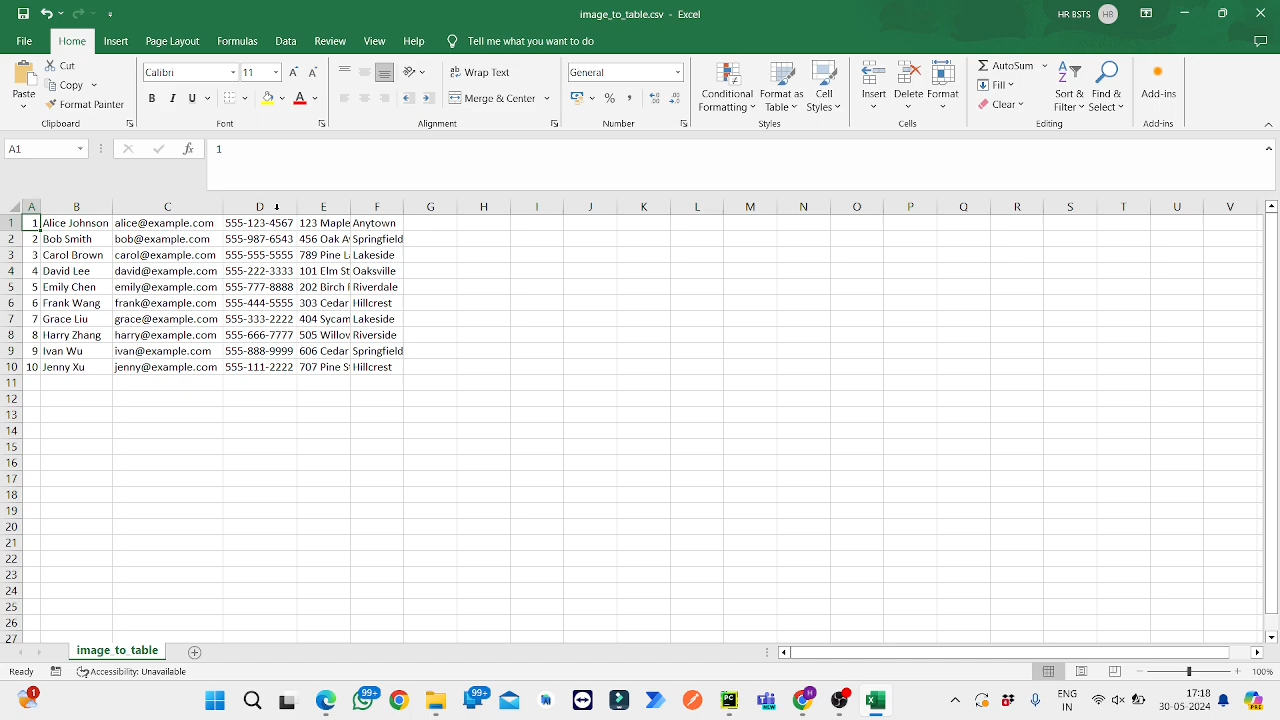 image_to_table.csv - Excel
HR BSTS HB
File Home Insert Page Layout Formulas Data Review View Help Tell me what you want to do
Paste
Cut
Copy
Format Painter
Clipboard
Calibri 11
B I U
Font
Wrap Text
Merge & Center
Alignment
General
Number
Conditional Formatting
Format as Table
Cell Styles
Styles
Insert
Delete
Format
Cells
AutoSum
Fill
Clear
Sort & Filter
Find & Select
Editing
Add-ins
Add-ins
A1 fx 1
A B C D E F G H I J K L M N O P Q R S T U V
1 1 Alice Johnson alice@example.com 555-123-4567 123 Maple Anytown
2 2 Bob Smith bob@example.com 555-987-6543 456 Oak A Springfield
3 3 Carol Brown carol@example.com 555-555-5555 789 Pine L Lakeside
4 4 David Lee david@example.com 555-222-3333 101 Elm St Oaksville
5 5 Emily Chen emily@example.com 555-777-8888 202 Birch Riverdale
6 6 Frank Wang frank@example.com 555-444-5555 303 Cedar Hillcrest
7 7 Grace Liu grace@example.com 555-333-2222 404 Sycam Lakeside
8 8 Harry Zhang harry@example.com 555-666-7777 505 Willow Riverside
9 9 Ivan Wu ivan@example.com 555-888-9999 606 Cedar Springfield
10 10 Jenny Xu jenny@example.com 555-111-2222 707 Pine S Hillcrest
11
12
13
14
15
16
17
18
19
20
21
22
23
24
25
26
27
image_to_table
Ready Accessibility: Unavailable 100%
1 99+ 99+ PC NEW H
ENG
IN
17:18
30-05-2024
PRE